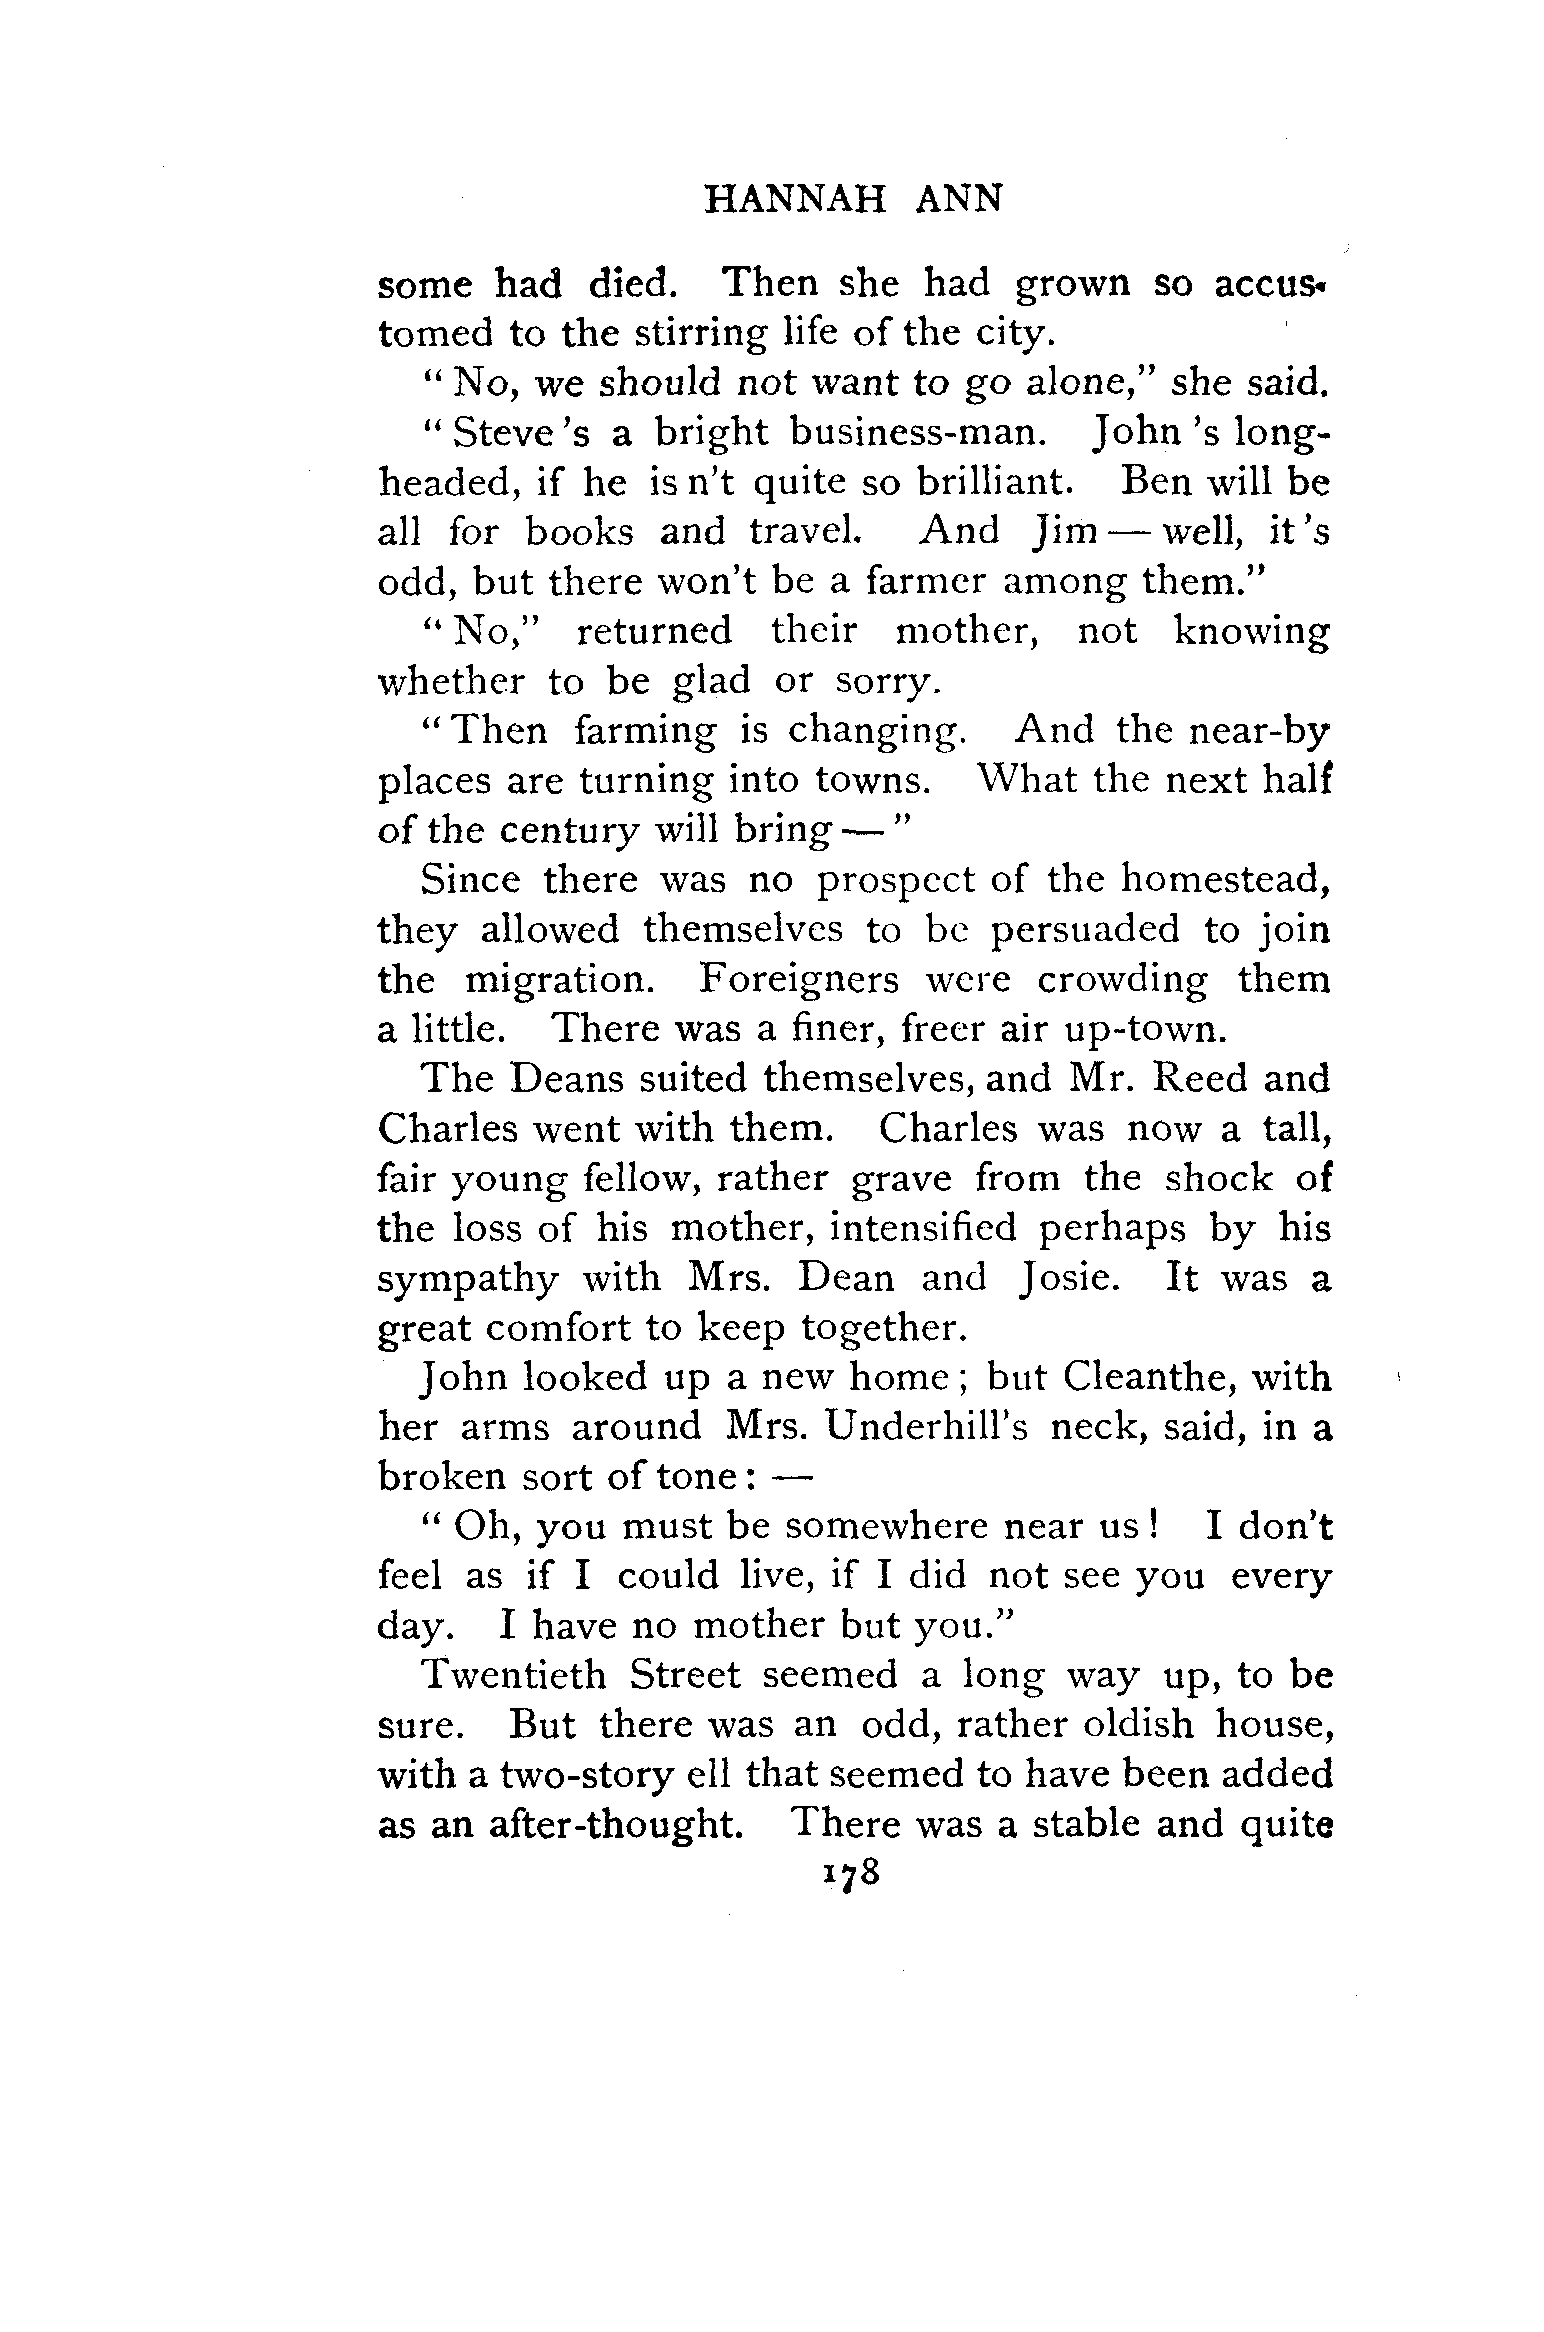 HANNAH ANN
some had died. Then she had grown so accus-
tomed to the stirring life of the city.
" No, we should not want to go alone," she said.
" Steve 's a bright business-man. John 's long-
headed, if he is n't quite so brilliant. Ben will be
all for books and travel. And Jim — well, it 's
odd, but there won't be a farmer among them."
" No," returned their mother, not knowing
whether to be glad or sorry.
" Then farming is changing. And the near-by
places are turning into towns. What the next half
of the century will bring — "
Since there was no prospect of the homestead,
they allowed themselves to be persuaded to join
the migration. Foreigners were crowding them
a little. There was a finer, freer air up-town.
The Deans suited themselves, and Mr. Reed and
Charles went with them. Charles was now a tall,
fair young fellow, rather grave from the shock of
the loss of his mother, intensified perhaps by his
sympathy with Mrs. Dean and Josie. It was a
great comfort to keep together.
John looked up a new home ; but Cleanthe, with
her arms around Mrs. Underhill's neck, said, in a
broken sort of tone : —
" Oh, you must be somewhere near us ! I don't
feel as if I could live, if I did not see you every
day. I have no mother but you."
Twentieth Street seemed a long way up, to be
sure. But there was an odd, rather oldish house,
with a two-story ell that seemed to have been added
as an after-thought. There was a stable and quite
178